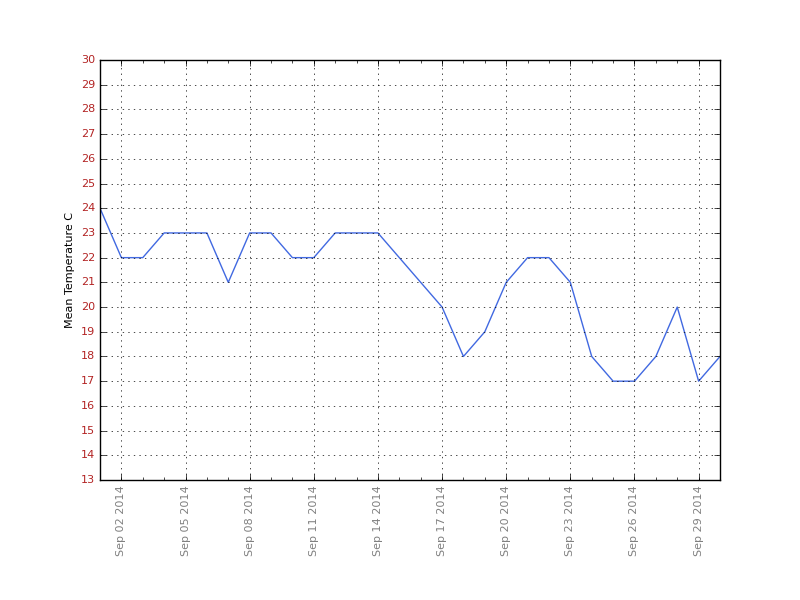 30
29
28
27
26
25
24
23
22
21
20
19
18
17
16
15
14
13
Mean Temperature C
Sep 02 2014
Sep 05 2014
Sep 08 2014
Sep 11 2014
Sep 14 2014
Sep 17 2014
Sep 20 2014
Sep 23 2014
Sep 26 2014
Sep 29 2014